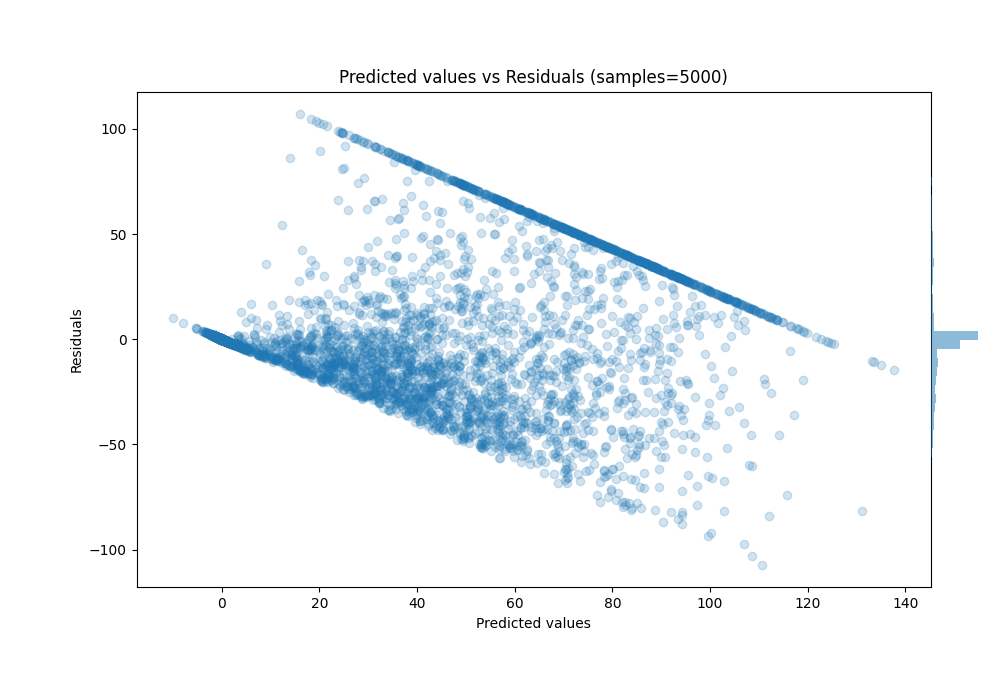 Predicted values vs Residuals (samples=5000)
100
50
0
−50
−100
Residuals
0 20 40 60 80 100 120 140
Predicted values